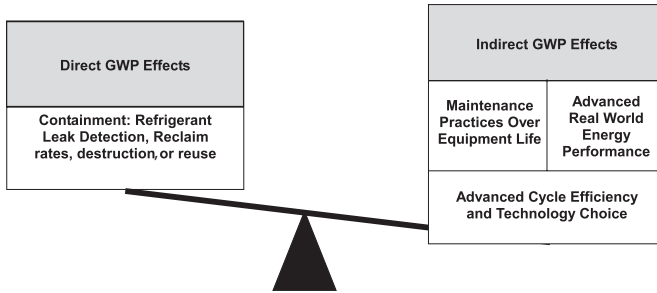 Direct GWP Effects
Containment: Refrigerant
Leak Detection, Reclaim
rates, destruction, or reuse
Indirect GWP Effects
Maintenance
Practices Over
Equipment Life
Advanced
Real World
Energy
Performance
Advanced Cycle Efficiency
and Technology Choice